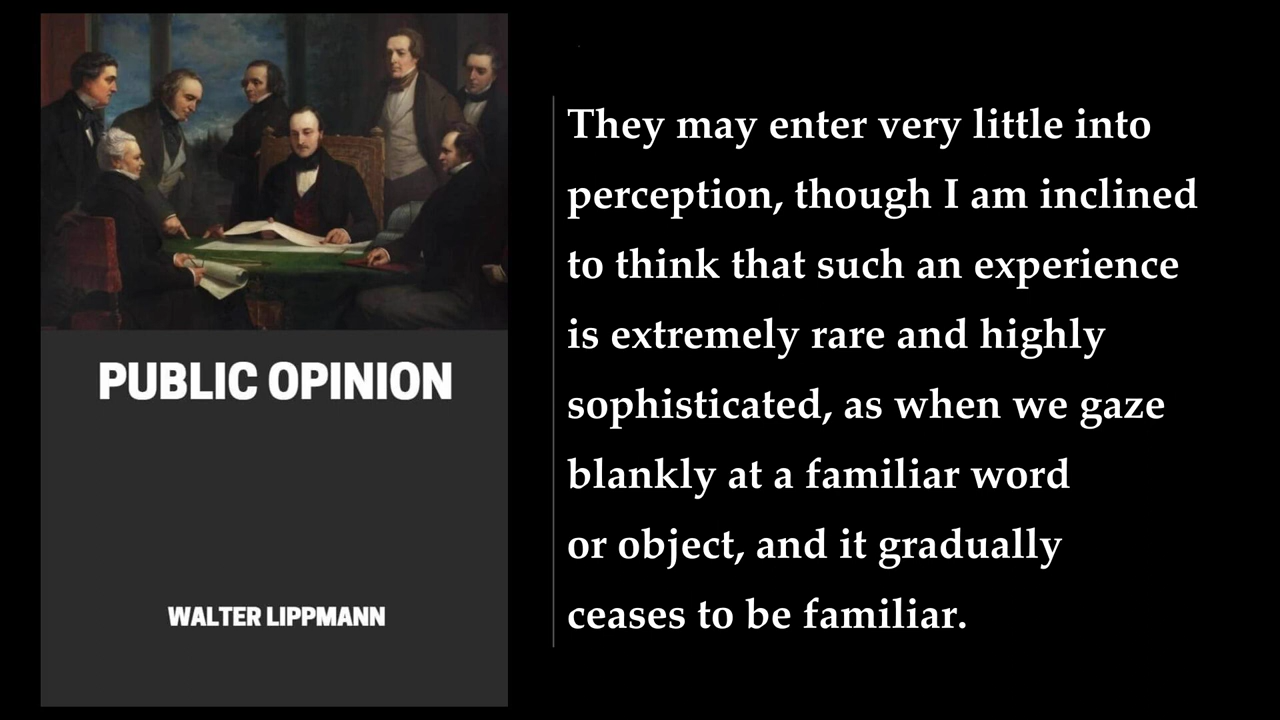 PUBLIC OPINION
WALTER LIPPMANN
They may enter very little into
perception, though I am inclined
to think that such an experience
is extremely rare and highly
sophisticated, as when we gaze
blankly at a familiar word
or object, and it gradually
ceases to be familiar.